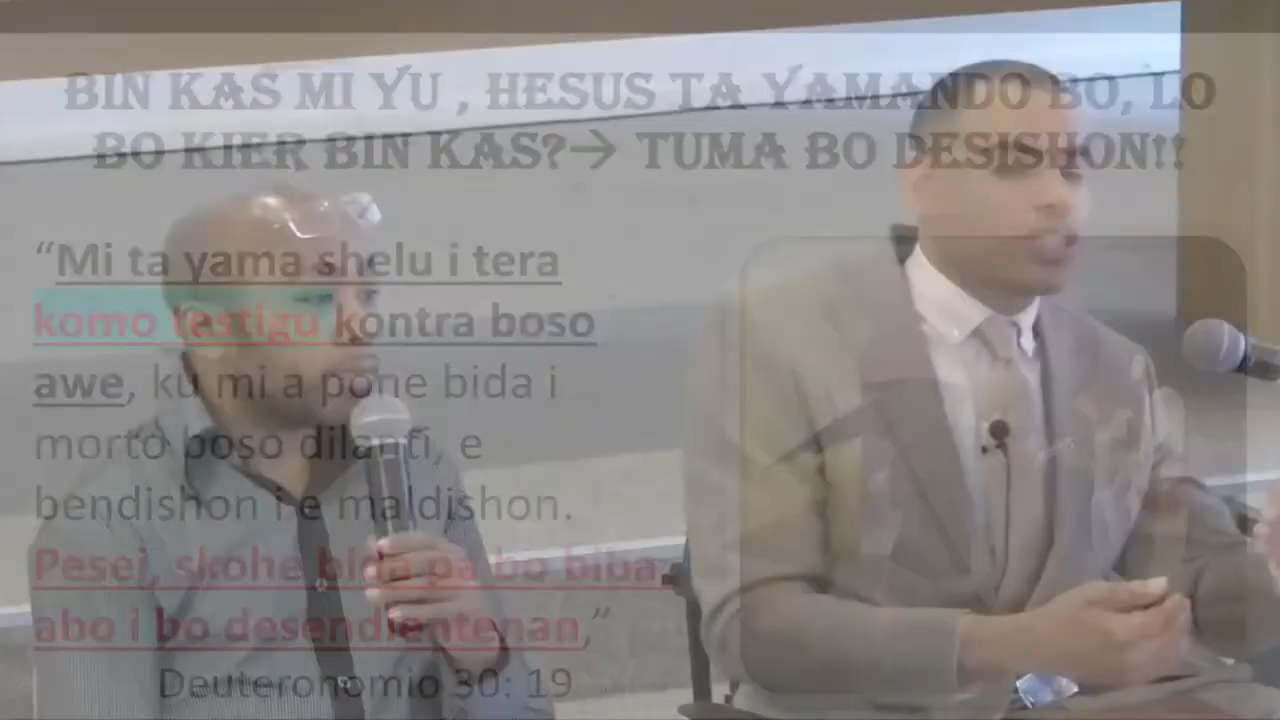 BIN KAS MI YU , HESUS TA YAMANDO BO, LO
BO KIER BIN KAS?→ TUMA BO DESISHON!!
“Mi ta yama shelu i tera
komo testigu kontra boso
awe, ku mi a pone bida i
morto boso dilanti, e
bendishon i e maldishon.
Pesei, skohe bida pa bo biba,
abo i bo desendientenan,”
Deuteronomio 30: 19